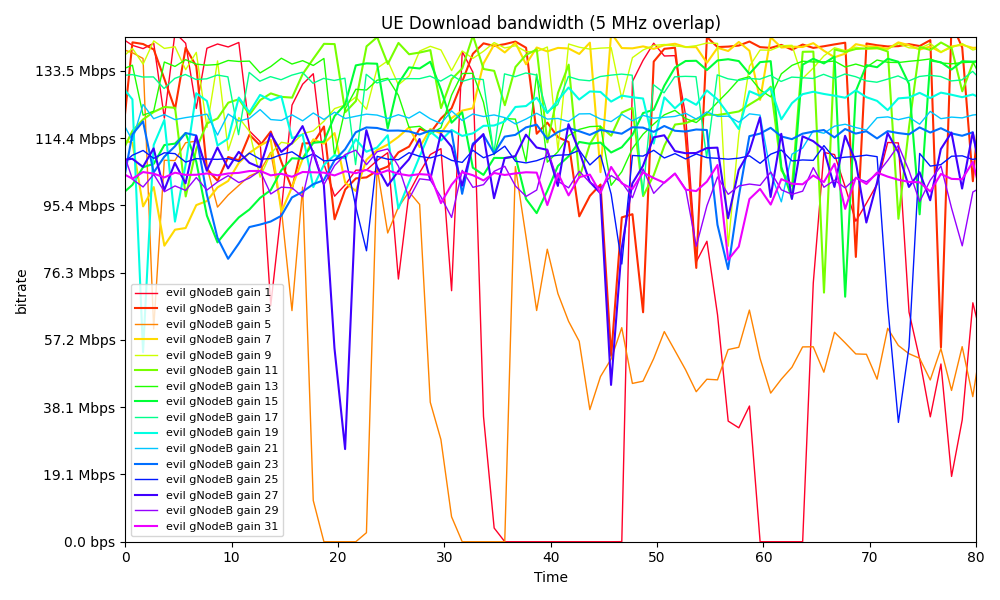 UE Download bandwidth (5 MHz overlap)
bitrate
133.5 Mbps
114.4 Mbps
95.4 Mbps
76.3 Mbps
57.2 Mbps
38.1 Mbps
19.1 Mbps
0.0 bps
evil gNodeB gain 1
evil gNodeB gain 3
evil gNodeB gain 5
evil gNodeB gain 7
evil gNodeB gain 9
evil gNodeB gain 11
evil gNodeB gain 13
evil gNodeB gain 15
evil gNodeB gain 17
evil gNodeB gain 19
evil gNodeB gain 21
evil gNodeB gain 23
evil gNodeB gain 25
evil gNodeB gain 27
evil gNodeB gain 29
evil gNodeB gain 31
0 10 20 30 40 50 60 70 80
Time